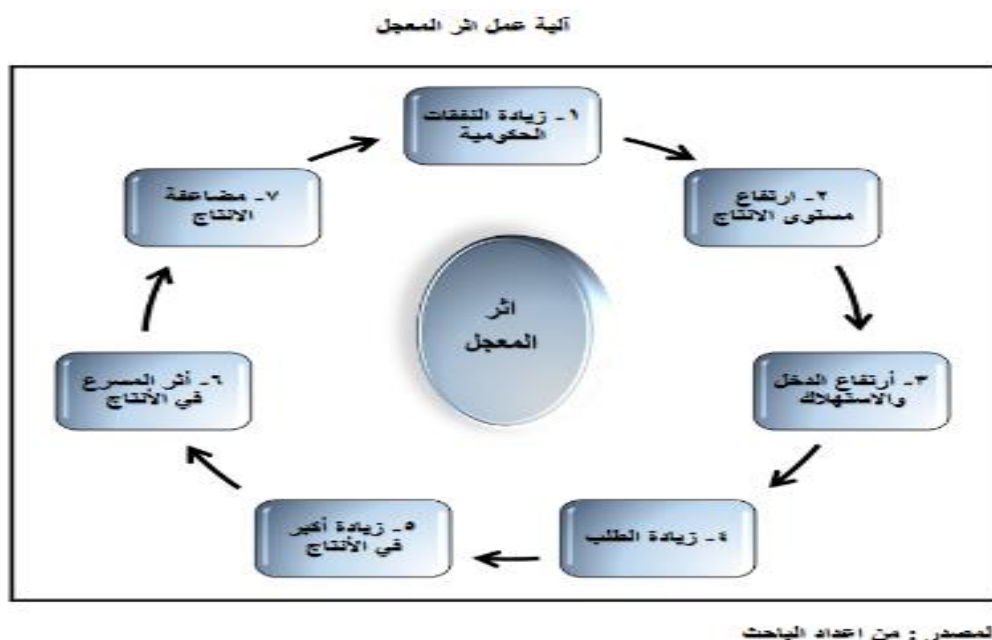 آلية عمل اثر المعجل
١- زيادة النفقات
الحكومية
٢- ارتفاع
مستوى الانتاج
٣- أرتفاع الدخل
والاستهلاك
٤- زيادة الطلب
٥- زيادة أكبر
في الأنتاج
٦- أثر المسرع
في الأنتاج
٧- مضاعفة
الانتاج
اثر
المعجل
المصدر : من اعداد الباحث